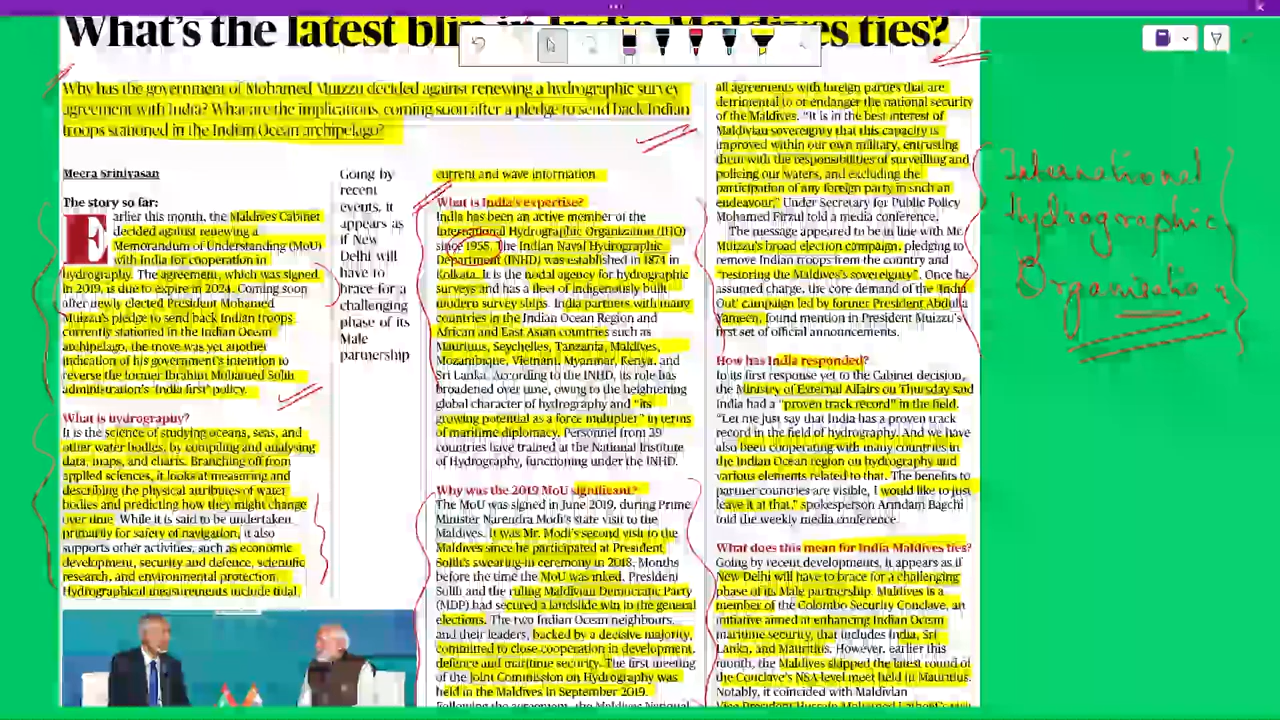 What's the latest blip in India Maldives ties?
Why has the government of Mohamed Muizzu decided against renewing a hydrographic survey
agreement with India? What are the implications, coming soon after a pledge to send back Indian
troops stationed in the Indian Ocean archipelago?
Meera Srinivasan
The story so far:
Earlier this month, the Maldives Cabinet
decided against renewing a
Memorandum of Understanding (MoU)
with India for cooperation in
hydrography. The agreement, which was signed
in 2019, is due to expire in 2024. Coming soon
after newly elected President Mohamed
Muizzu's pledge to send back Indian troops
currently stationed in the Indian Ocean
archipelago, the move was yet another
indication of his government's intention to
reverse the former Ibrahim Mohamed Solih
administration's 'India first' policy.
What is hydrography?
It is the science of studying oceans, seas, and
other water bodies, by compiling and analysing
data, maps, and charts. Branching off from
applied sciences, it looks at measuring and
describing the physical attributes of water
bodies and predicting how they might change
over time. While it is said to be undertaken
primarily for safety of navigation, it also
supports other activities, such as economic
development, security and defence, scientific
research, and environmental protection.
Hydrographical measurements include tidal,
Going by
recent
events, it
appears as
if New
Delhi will
have to
brace for a
challenging
phase of its
Male
partnership
current and wave information.
What is India's expertise?
India has been an active member of the
International Hydrographic Organization (IHO)
since 1955. The Indian Naval Hydrographic
Department (INHD) was established in 1874 in
Kolkata. It is the nodal agency for hydrographic
surveys and has a fleet of indigenously built
modern survey ships. India partners with many
countries in the Indian Ocean Region and
African and East Asian countries such as
Mauritius, Seychelles, Tanzania, Maldives,
Mozambique, Vietnam, Myanmar, Kenya, and
Sri Lanka. According to the INHD, its role has
broadened over time, owing to the heightening
global character of hydrography and "its
growing potential as a force multiplier" in terms
of maritime diplomacy. Personnel from 39
countries have trained at the National Institute
of Hydrography, functioning under the INHD.
Why was the 2019 MoU significant?
The MoU was signed in June 2019, during Prime
Minister Narendra Modi's state visit to the
Maldives. It was Mr. Modi's second visit to the
Maldives since he participated at President
Solih's swearing-in ceremony in 2018. Months
before the time the MoU was inked, President
Solih and the ruling Maldivian Democratic Party
(MDP) had secured a landslide win in the general
elections. The two Indian Ocean neighbours,
and their leaders, backed by a decisive majority,
committed to close cooperation in development,
defence and maritime security. The first meeting
of the Joint Commission on Hydrography was
held in the Maldives in September 2019.
Following the agreement, the Maldives National
all agreements with foreign parties that are
detrimental to or endanger the national security
of the Maldives. "It is in the best interest of
Maldivian sovereignty that this capacity is
improved within our own military, entrusting
them with the responsibilities of surveilling and
policing our waters, and excluding the
participation of any foreign party in such an
endeavour," Under Secretary for Public Policy
Mohamed Firzul told a media conference.
The message appeared to be in line with Mr.
Muizzu's broad election campaign, pledging to
remove Indian troops from the country and
"restoring the Maldives's sovereignty". Once he
assumed charge, the core demand of the 'India
Out' campaign led by former President Abdulla
Yameen, found mention in President Muizzu's
first set of official announcements.
How has India responded?
In its first response yet to the Cabinet decision,
the Ministry of External Affairs on Thursday said
India had a "proven track record" in the field.
"Let me just say that India has a proven track
record in the field of hydrography. And we have
also been cooperating with many countries in
the Indian Ocean region on hydrography and
various elements related to that. The benefits to
partner countries are visible, I would like to just
leave it at that," spokesperson Arindam Bagchi
told the weekly media conference.
What does this mean for India-Maldives ties?
Going by recent developments, it appears as if
New Delhi will have to brace for a challenging
phase of its Male partnership. Maldives is a
member of the Colombo Security Conclave, an
initiative aimed at enhancing Indian Ocean
maritime security, that includes India, Sri
Lanka, and Mauritius. However, earlier this
month, the Maldives skipped the latest round of
the Conclave's NSA-level meet held in Mauritius.
Notably, it coincided with Maldivian
Vice President Hussain Mohamed Latheef's visit
International
Hydrographic
Organisation